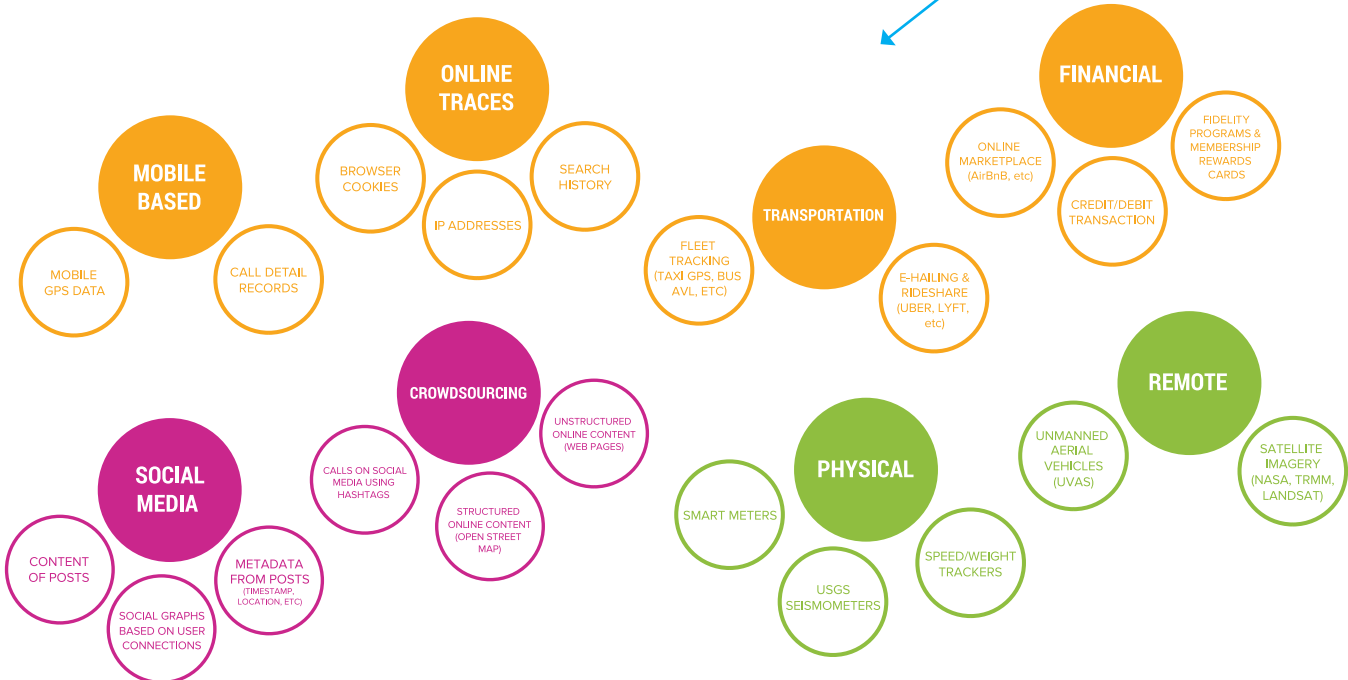 ONLINE
TRACES
BROWSER
COOKIES
IP ADDRESSES
SEARCH
HISTORY
FINANCIAL
ONLINE
MARKETPLACE
(AirBnB, etc)
CREDIT/DEBIT
TRANSACTION
FIDELITY
PROGRAMS &
MEMBERSHIP
REWARDS
CARDS
MOBILE
BASED
MOBILE
GPS DATA
CALL DETAIL
RECORDS
TRANSPORTATION
FLEET
TRACKING
(TAXI GPS, BUS
AVL, ETC)
E-HAILING &
RIDESHARE
(UBER, LYFT,
etc)
CROWDSOURCING
CALLS ON SOCIAL
MEDIA USING
HASHTAGS
STRUCTURED
ONLINE CONTENT
(OPEN STREET
MAP)
UNSTRUCTURED
ONLINE CONTENT
(WEB PAGES)
REMOTE
UNMANNED
AERIAL
VEHICLES
(UVAS)
SATELLITE
IMAGERY
(NASA, TRMM,
LANDSAT)
SOCIAL
MEDIA
CONTENT
OF POSTS
SOCIAL GRAPHS
BASED ON USER
CONNECTIONS
METADATA
FROM POSTS
(TIMESTAMP,
LOCATION, ETC)
PHYSICAL
SMART METERS
USGS
SEISMOMETERS
SPEED/WEIGHT
TRACKERS